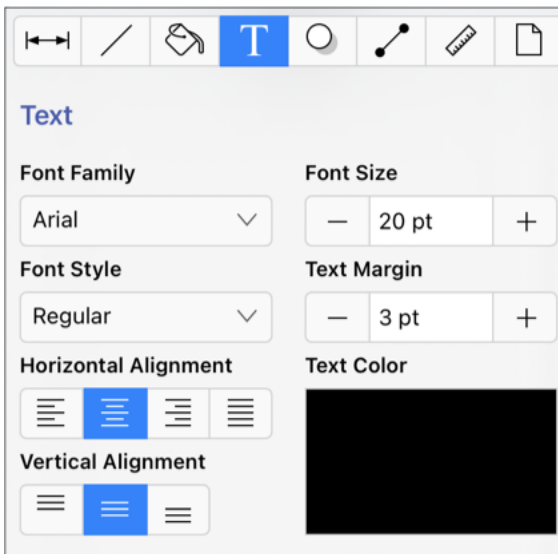 T
Text
Font Family
Font Size
Arial
20 pt
Font Style
Text Margin
Regular
3 pt
Horizontal Alignment
Text Color
Vertical Alignment